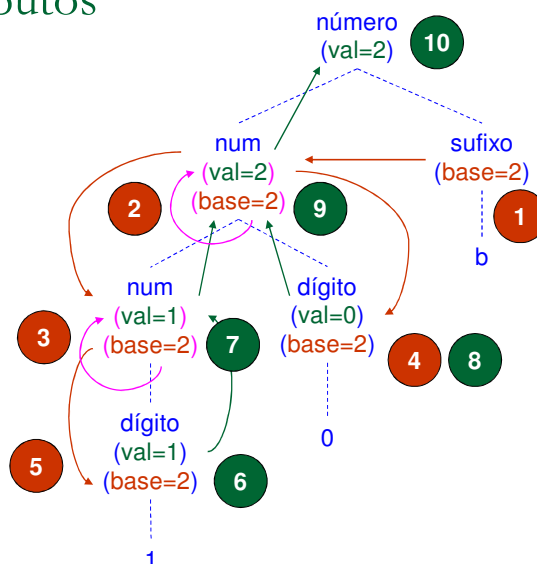 número
(val=2)
10
num
(val=2)
(base=2)
2
9
sufixo
(base=2)
1
b
num
(val=1)
(base=2)
3
7
dígito
(val=0)
(base=2)
4
8
0
dígito
(val=1)
(base=2)
5
6
1